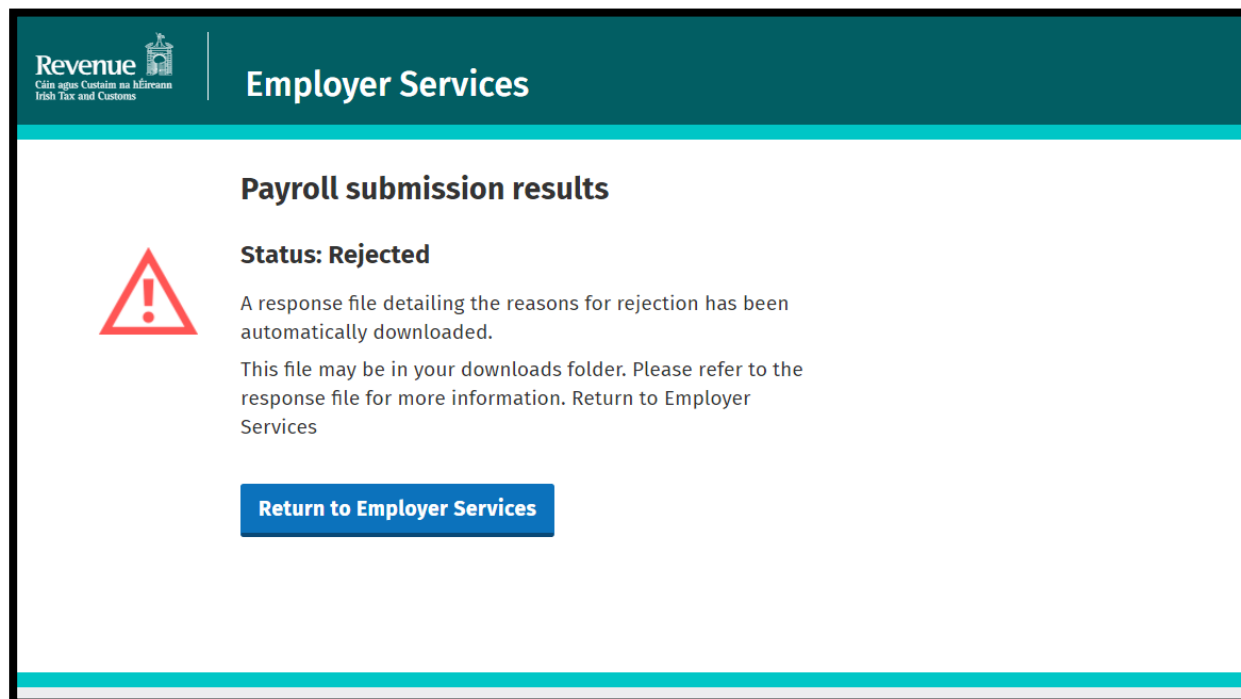 Revenue
Cáin agus Custaim na hÉireann
Irish Tax and Customs
Employer Services
Payroll submission results
Status: Rejected
A response file detailing the reasons for rejection has been
automatically downloaded.
This file may be in your downloads folder. Please refer to the
response file for more information. Return to Employer
Services
Return to Employer Services